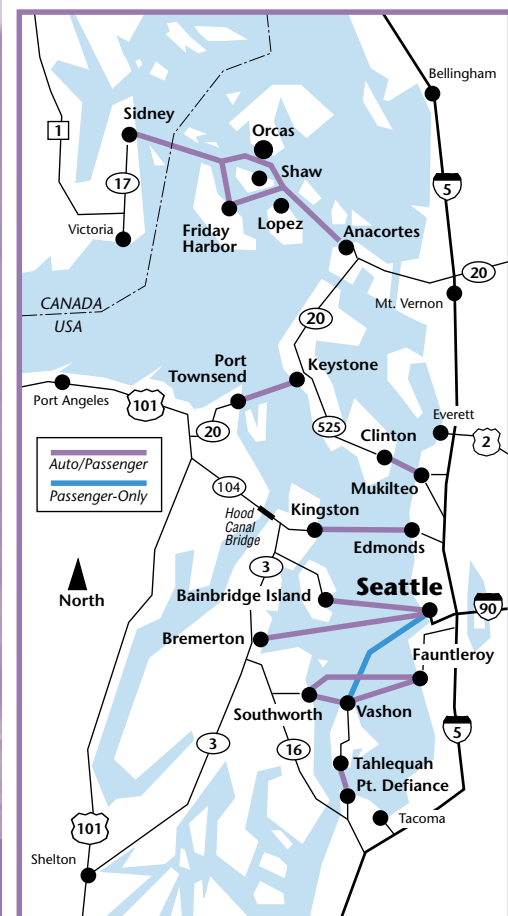 Bellingham
Sidney
Orcas
1
Shaw
5
17
Victoria
Friday
Harbor
Lopez
Anacortes
20
CANADA
USA
Mt. Vernon
20
Port
Townsend
Keystone
Port Angeles
101
20
525
Everett
2
Clinton
Auto/Passenger
Passenger-Only
Mukilteo
104
Hood
Canal
Bridge
Kingston
Edmonds
3
North
Bainbridge Island
Seattle
90
Bremerton
Fauntleroy
Southworth
Vashon
5
3
16
Tahlequah
Pt. Defiance
101
Tacoma
Shelton